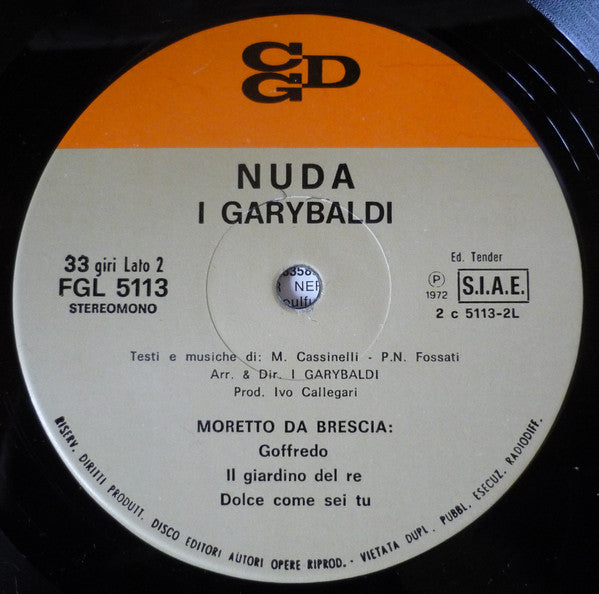 CGD
NUDA
I GARYBALDI
33 giri Lato 2
FGL 5113
STEREOMONO
Ed. Tender
℗ 1972
S.I.A.E.
2 c 5113-2L
Testi e musiche di: M. Cassinelli - P.N. Fossati
Arr. & Dir. I GARYBALDI
Prod. Ivo Callegari
MORETTO DA BRESCIA:
Goffredo
Il giardino del re
Dolce come sei tu
RISERV. DIRITTI PRODUTT. DISCO EDITORI AUTORI OPERE RIPROD. - VIETATA DUPL. PUBBL. ESECUZ. RADIODIFF.